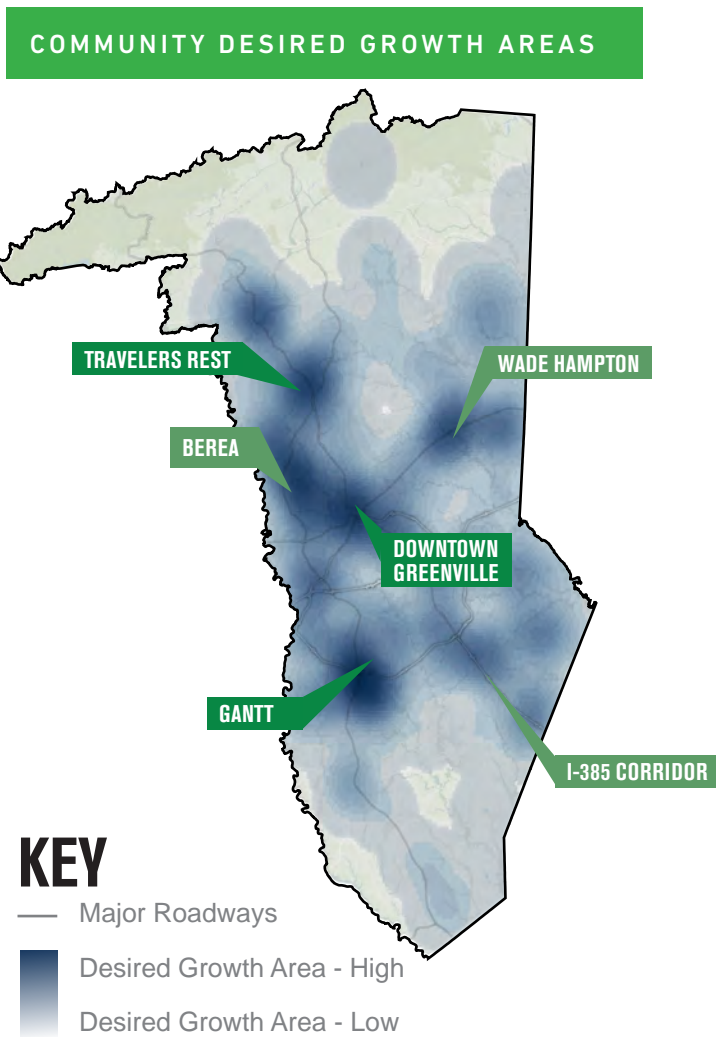 COMMUNITY DESIRED GROWTH AREAS
TRAVELERS REST
WADE HAMPTON
BEREA
DOWNTOWN
GREENVILLE
GANTT
I-385 CORRIDOR
KEY
Major Roadways
Desired Growth Area - High
Desired Growth Area - Low